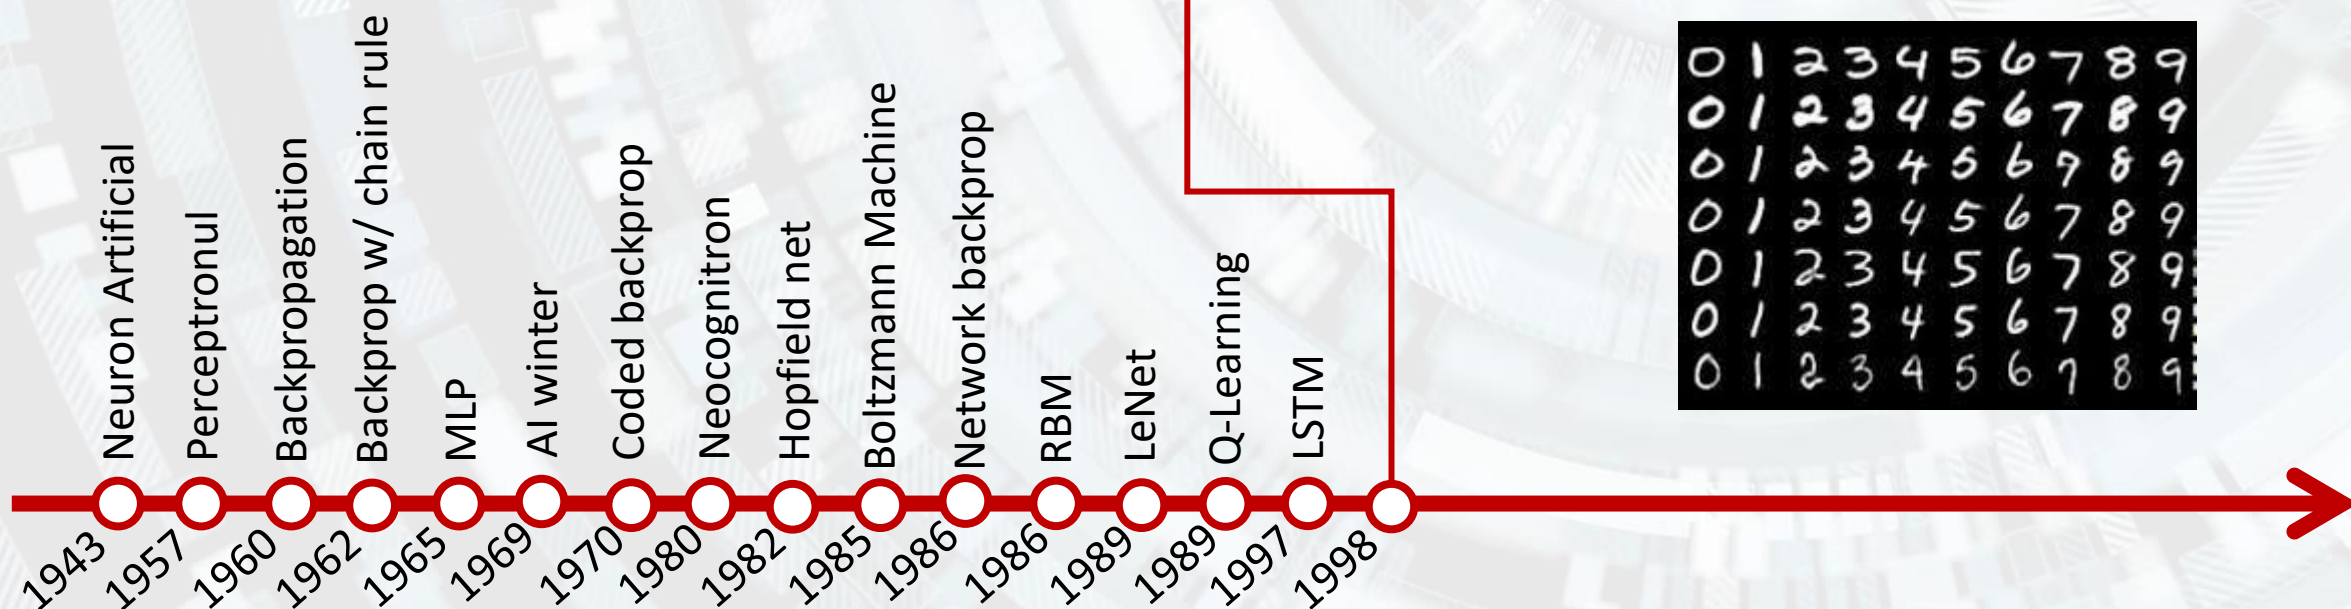 Neuron Artificial
Perceptronul
Backpropagation
Backprop w/ chain rule
MLP
AI winter
Coded backprop
Neocognitron
Hopfield net
Boltzmann Machine
Network backprop
RBM
LeNet
Q-Learning
LSTM
1943
1957
1960
1962
1965
1969
1970
1980
1982
1985
1986
1986
1989
1989
1997
1998
0 1 2 3 4 5 6 7 8 9
0 1 2 3 4 5 6 7 8 9
0 1 2 3 4 5 6 7 8 9
0 1 2 3 4 5 6 7 8 9
0 1 2 3 4 5 6 7 8 9
0 1 2 3 4 5 6 7 8 9
0 1 2 3 4 5 6 7 8 9